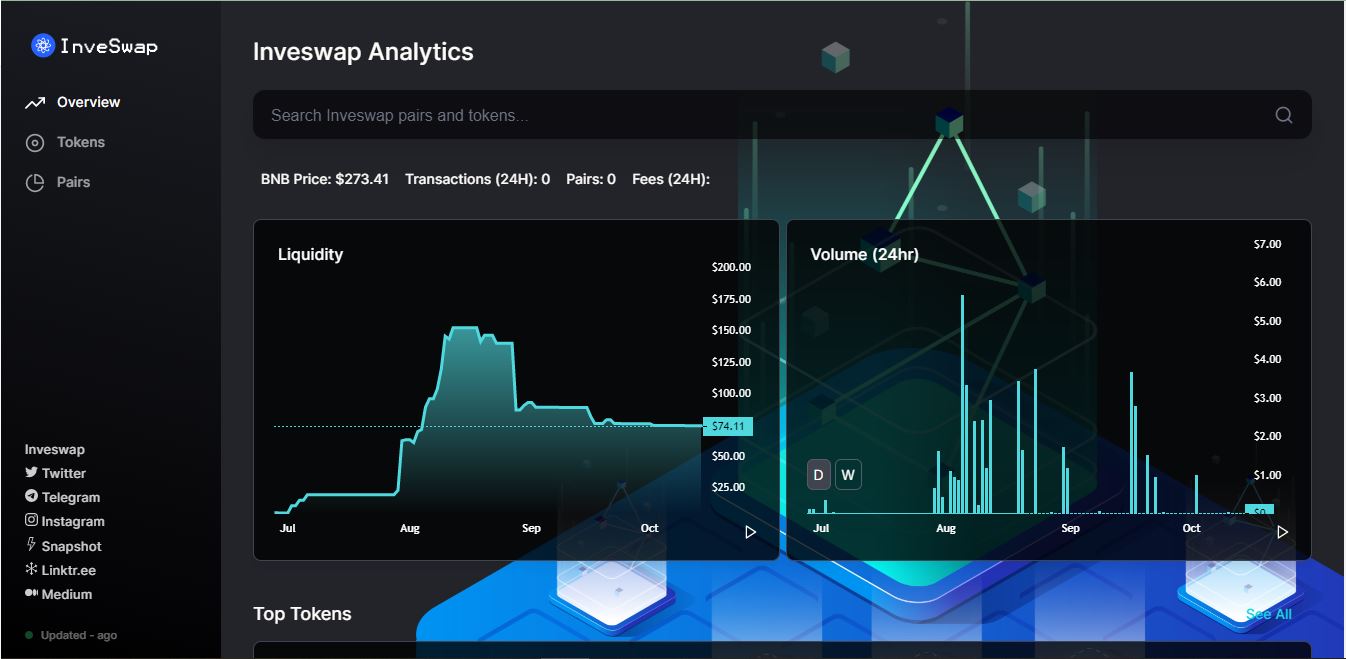 InveSwap
Overview
Tokens
Pairs
Inveswap
Twitter
Telegram
Instagram
Snapshot
Linktr.ee
Medium
Updated - ago
Inveswap Analytics
Search Inveswap pairs and tokens...
BNB Price: $273.41 Transactions (24H): 0 Pairs: 0 Fees (24H):
Liquidity
$200.00
$175.00
$150.00
$125.00
$100.00
$74.11
$50.00
$25.00
Jul Aug Sep Oct
Volume (24hr)
$7.00
$6.00
$5.00
$4.00
$3.00
$2.00
$1.00
$0
D W
Jul Aug Sep Oct
Top Tokens
See All